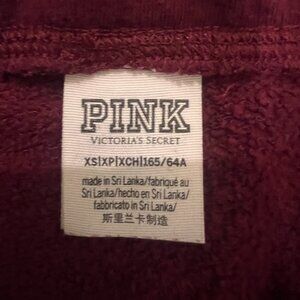 PINK
VICTORIA'S SECRET
XS|XP|XCH|165/64A
made in Sri Lanka/fabriqué au
Sri Lanka/hecho en Sri Lanka/
fabbricato in Sri Lanka/
斯里兰卡制造